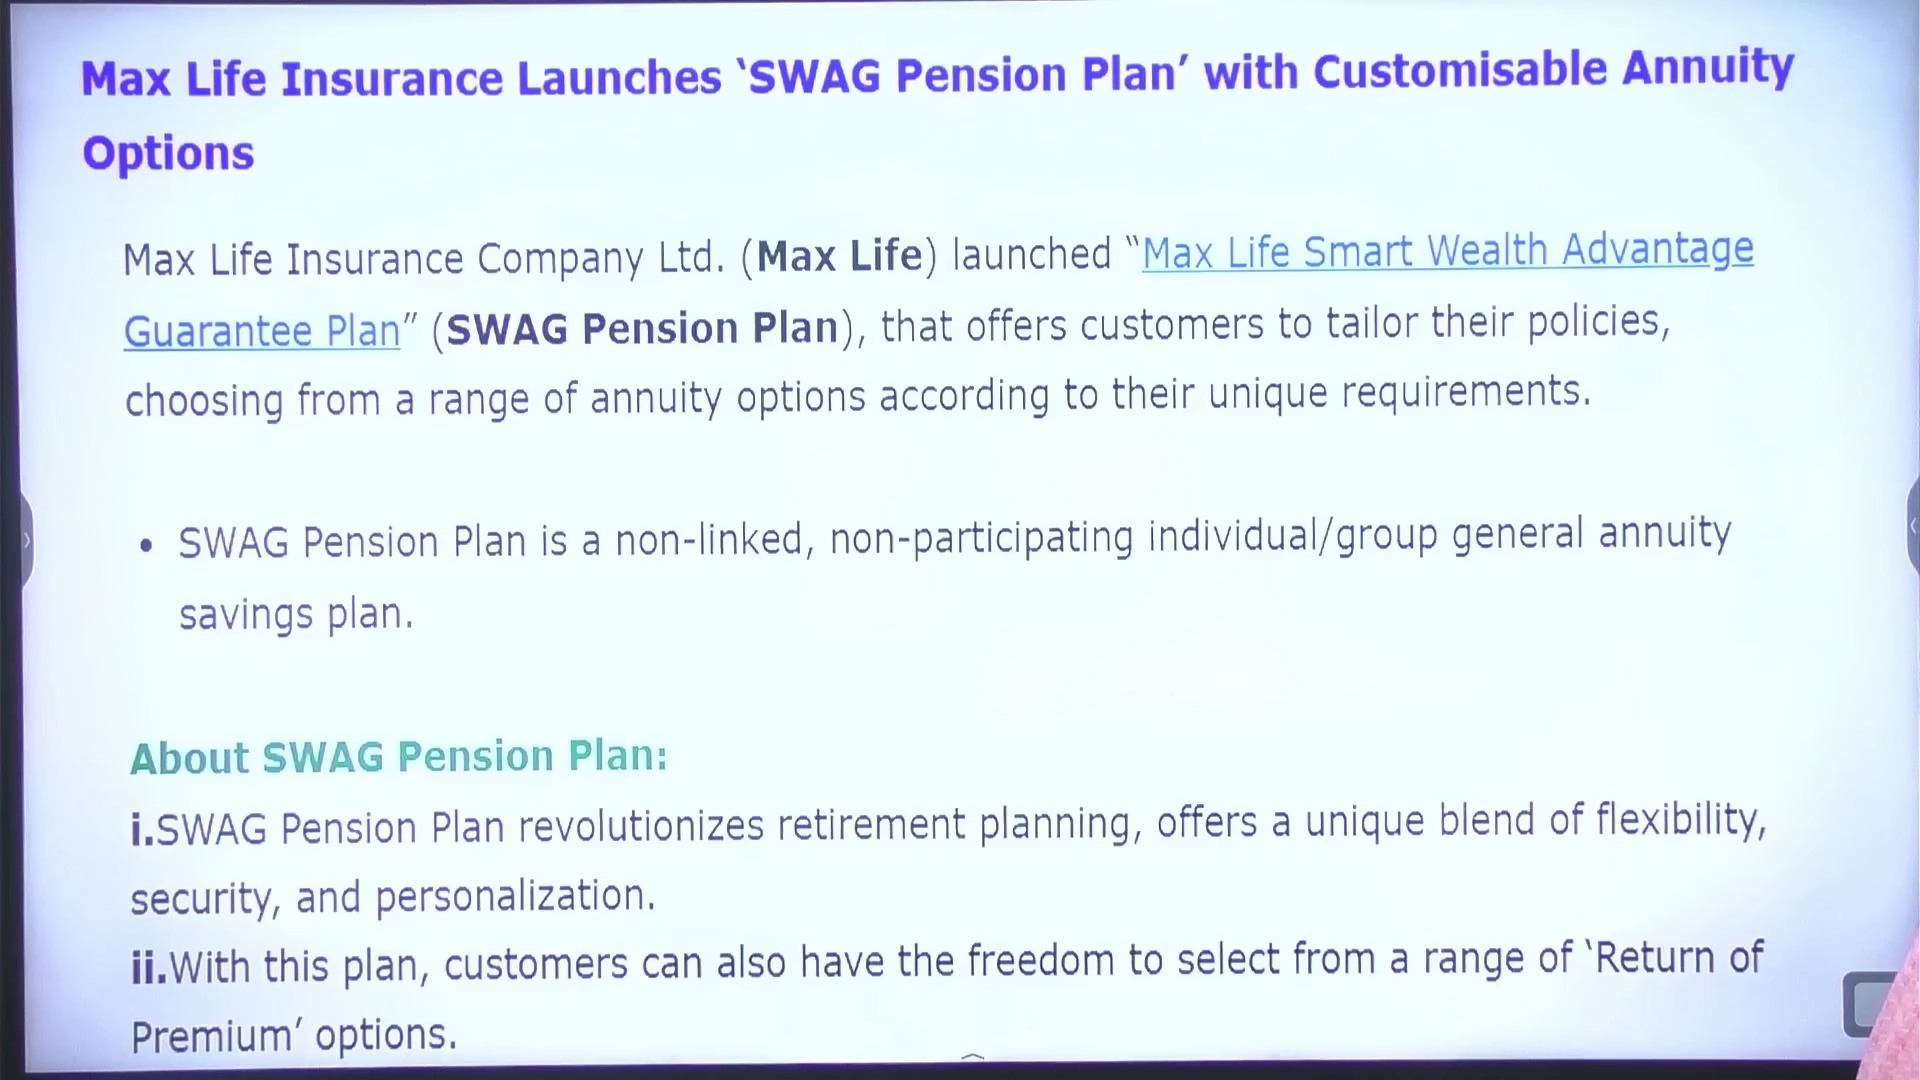 Max Life Insurance Launches ‘SWAG Pension Plan’ with Customisable Annuity
Options
Max Life Insurance Company Ltd. (Max Life) launched “Max Life Smart Wealth Advantage
Guarantee Plan” (SWAG Pension Plan), that offers customers to tailor their policies,
choosing from a range of annuity options according to their unique requirements.
• SWAG Pension Plan is a non-linked, non-participating individual/group general annuity
savings plan.
About SWAG Pension Plan:
i.SWAG Pension Plan revolutionizes retirement planning, offers a unique blend of flexibility,
security, and personalization.
ii.With this plan, customers can also have the freedom to select from a range of ‘Return of
Premium’ options.